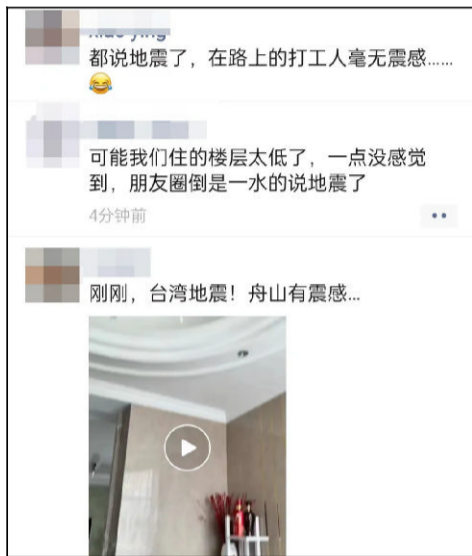 都说地震了，在路上的打工人毫无震感......
😂
可能我们住的楼层太低了，一点没感觉
到，朋友圈倒是一水的说地震了
4分钟前
刚刚，台湾地震！舟山有震感...